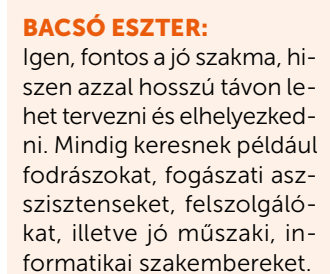 BACSÓ ESZTER:
Igen, fontos a jó szakma, hi-
szen azzal hosszú távon le-
het tervezni és elhelyezked-
ni. Mindig keresnek például
fodrászokat, fogászati asz-
szisztenseket, felszolgáló-
kat, illetve jó műszaki, in-
formatikai szakembereket.